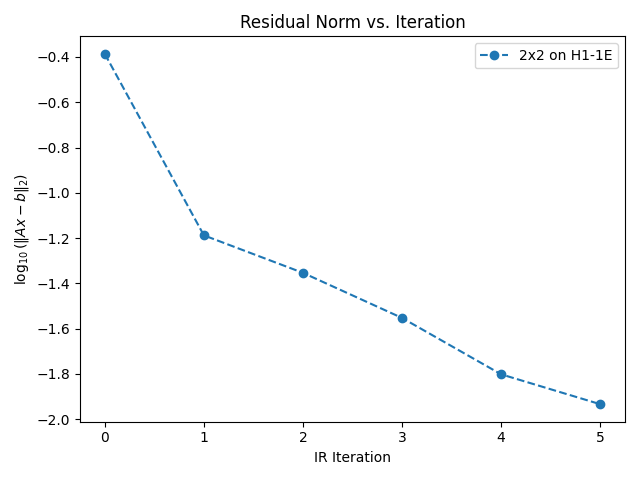 Residual Norm vs. Iteration
2x2 on H1-1E
log₁₀(‖Ax − b‖₂)
−0.4
−0.6
−0.8
−1.0
−1.2
−1.4
−1.6
−1.8
−2.0
0 1 2 3 4 5
IR Iteration